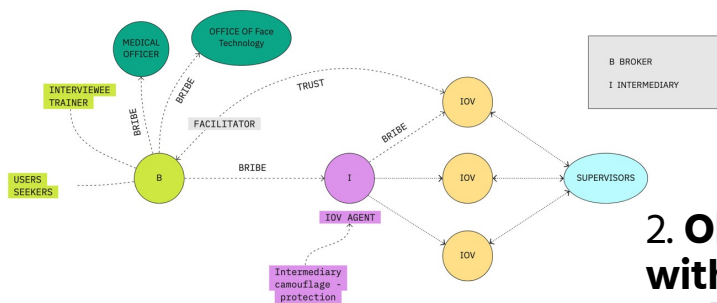 MEDICAL
OFFICER
OFFICE OF Face
Technology
INTERVIEWEE
TRAINER
BRIBE
BRIBE
FACILITATOR
TRUST
IOV
B BROKER
I INTERMEDIARY
USERS
SEEKERS
B
BRIBE
I
BRIBE
IOV
SUPERVISORS
IOV AGENT
IOV
Intermediary
camouflage -
protection
2.
with